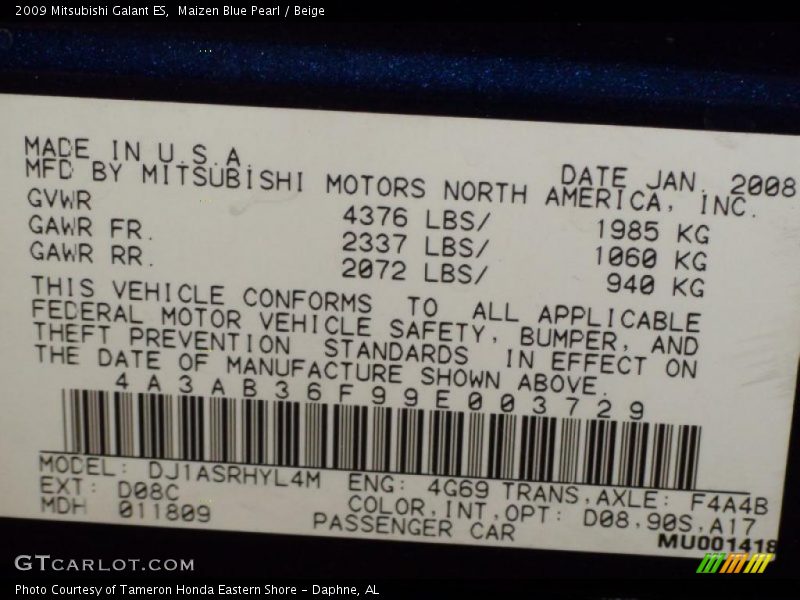 2009 Mitsubishi Galant ES,  Maizen Blue Pearl / Beige
MADE IN U.S.A. DATE JAN. 2008
MFD BY MITSUBISHI MOTORS NORTH AMERICA, INC.
GVWR 4376 LBS/ 1985 KG
GAWR FR. 2337 LBS/ 1060 KG
GAWR RR. 2072 LBS/ 940 KG
THIS VEHICLE CONFORMS TO ALL APPLICABLE
FEDERAL MOTOR VEHICLE SAFETY, BUMPER, AND
THEFT PREVENTION STANDARDS IN EFFECT ON
THE DATE OF MANUFACTURE SHOWN ABOVE.
4A3AB36F99E003729
MODEL: DJ1ASRHYL4M ENG: 4G69 TRANS,AXLE: F4A4B
EXT: D08C COLOR,INT,OPT: D08,90S,A17
MDH 011809 PASSENGER CAR
MU001418
GTCARLOT.COM
Photo Courtesy of Tameron Honda Eastern Shore - Daphne, AL